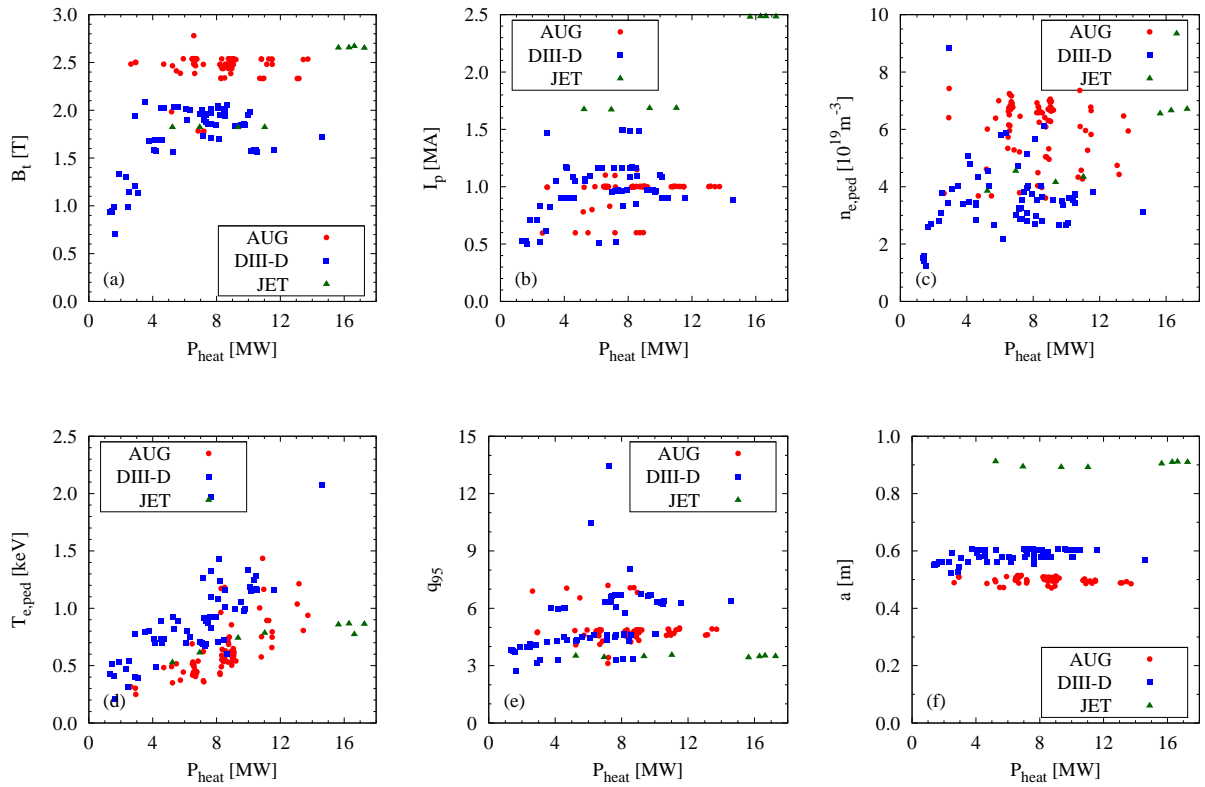 2.5
2.0
1.5
1.0
0.5
0.0
3.0
B_t [T]
0 4 8 12 16
P_heat [MW]
AUG
DIII-D
JET
(a)
2.5
2.0
1.5
1.0
0.5
0.0
I_p [MA]
0 4 8 12 16
P_heat [MW]
AUG
DIII-D
JET
(b)
10
8
6
4
2
0
n_e,ped [10^19 m^-3]
0 4 8 12 16
P_heat [MW]
AUG
DIII-D
JET
(c)
2.5
2.0
1.5
1.0
0.5
0.0
T_e,ped [keV]
0 4 8 12 16
P_heat [MW]
AUG
DIII-D
JET
(d)
15
12
9
6
3
0
q_95
0 4 8 12 16
P_heat [MW]
AUG
DIII-D
JET
(e)
1.0
0.8
0.6
0.4
0.2
0.0
a [m]
0 4 8 12 16
P_heat [MW]
AUG
DIII-D
JET
(f)